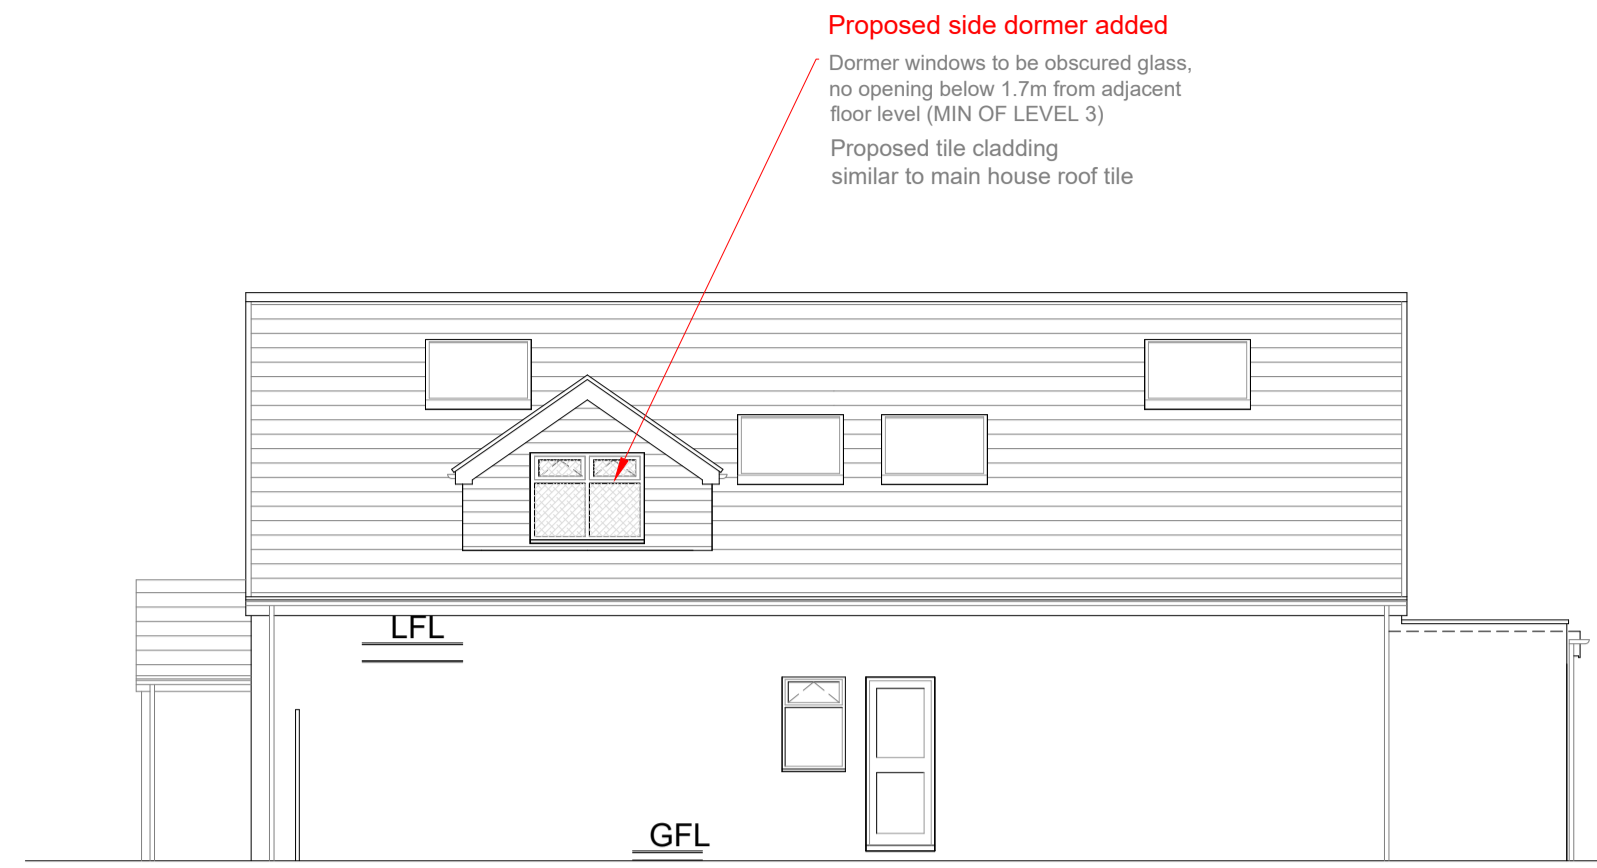 Proposed side dormer added
Dormer windows to be obscured glass,
no opening below 1.7m from adjacent
floor level (MIN OF LEVEL 3)
Proposed tile cladding
similar to main house roof tile
LFL
GFL